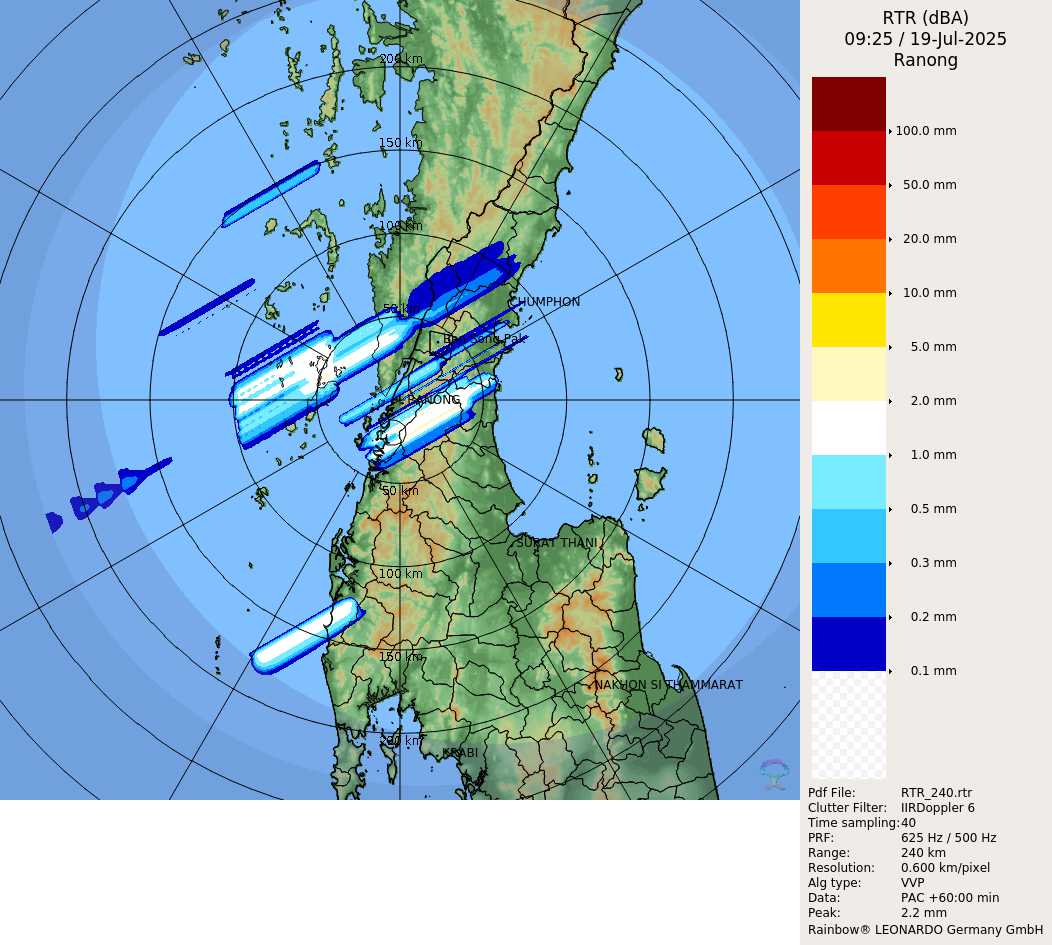 RTR (dBA)
09:25 / 19-Jul-2025
Ranong
200 km
150 km
100 km
50 km
CHUMPHON
Ban Song Pak
RANONG
50 km
SURAT THANI
100 km
150 km
NAKHON SI THAMMARAT
200 km
KRABI
100.0 mm
50.0 mm
20.0 mm
10.0 mm
5.0 mm
2.0 mm
1.0 mm
0.5 mm
0.3 mm
0.2 mm
0.1 mm
Pdf File: RTR_240.rtr
Clutter Filter: IIRDoppler 6
Time sampling:40
PRF: 625 Hz / 500 Hz
Range: 240 km
Resolution: 0.600 km/pixel
Alg type: VVP
Data: PAC +60:00 min
Peak: 2.2 mm
Rainbow® LEONARDO Germany GmbH